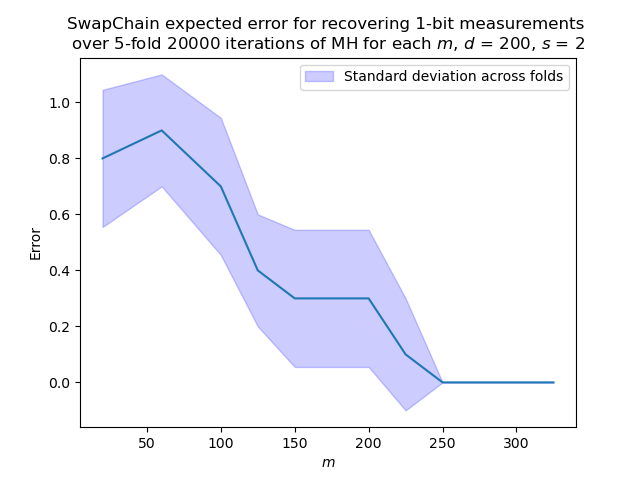 SwapChain expected error for recovering 1-bit measurements
over 5-fold 20000 iterations of MH for each m, d = 200, s = 2
Standard deviation across folds
1.0
0.8
0.6
0.4
0.2
0.0
Error
50 100 150 200 250 300
m